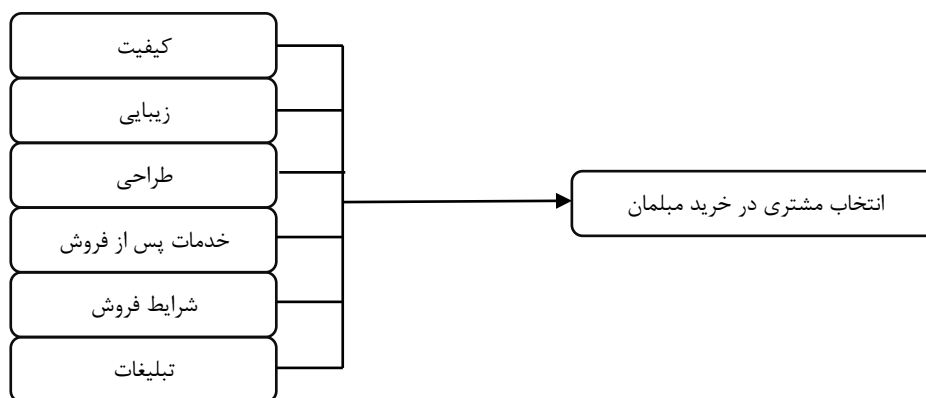 کیفیت
زیبایی
طراحی
خدمات پس از فروش
شرایط فروش
تبلیغات
انتخاب مشتری در خرید مبلمان